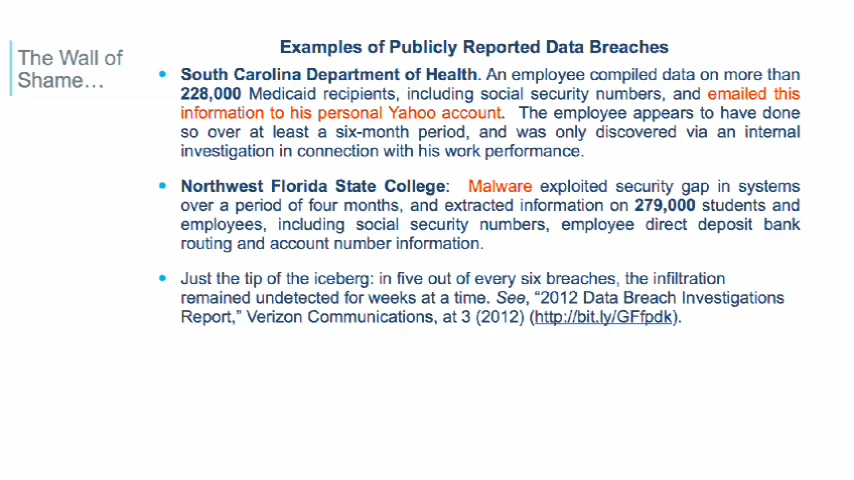 The Wall of
Shame…
Examples of Publicly Reported Data Breaches
• South Carolina Department of Health. An employee compiled data on more than
228,000 Medicaid recipients, including social security numbers, and emailed this
information to his personal Yahoo account. The employee appears to have done
so over at least a six-month period, and was only discovered via an internal
investigation in connection with his work performance.
• Northwest Florida State College: Malware exploited security gap in systems
over a period of four months, and extracted information on 279,000 students and
employees, including social security numbers, employee direct deposit bank
routing and account number information.
• Just the tip of the iceberg: in five out of every six breaches, the infiltration
remained undetected for weeks at a time. See, “2012 Data Breach Investigations
Report,” Verizon Communications, at 3 (2012) (http://bit.ly/GFfpdk).